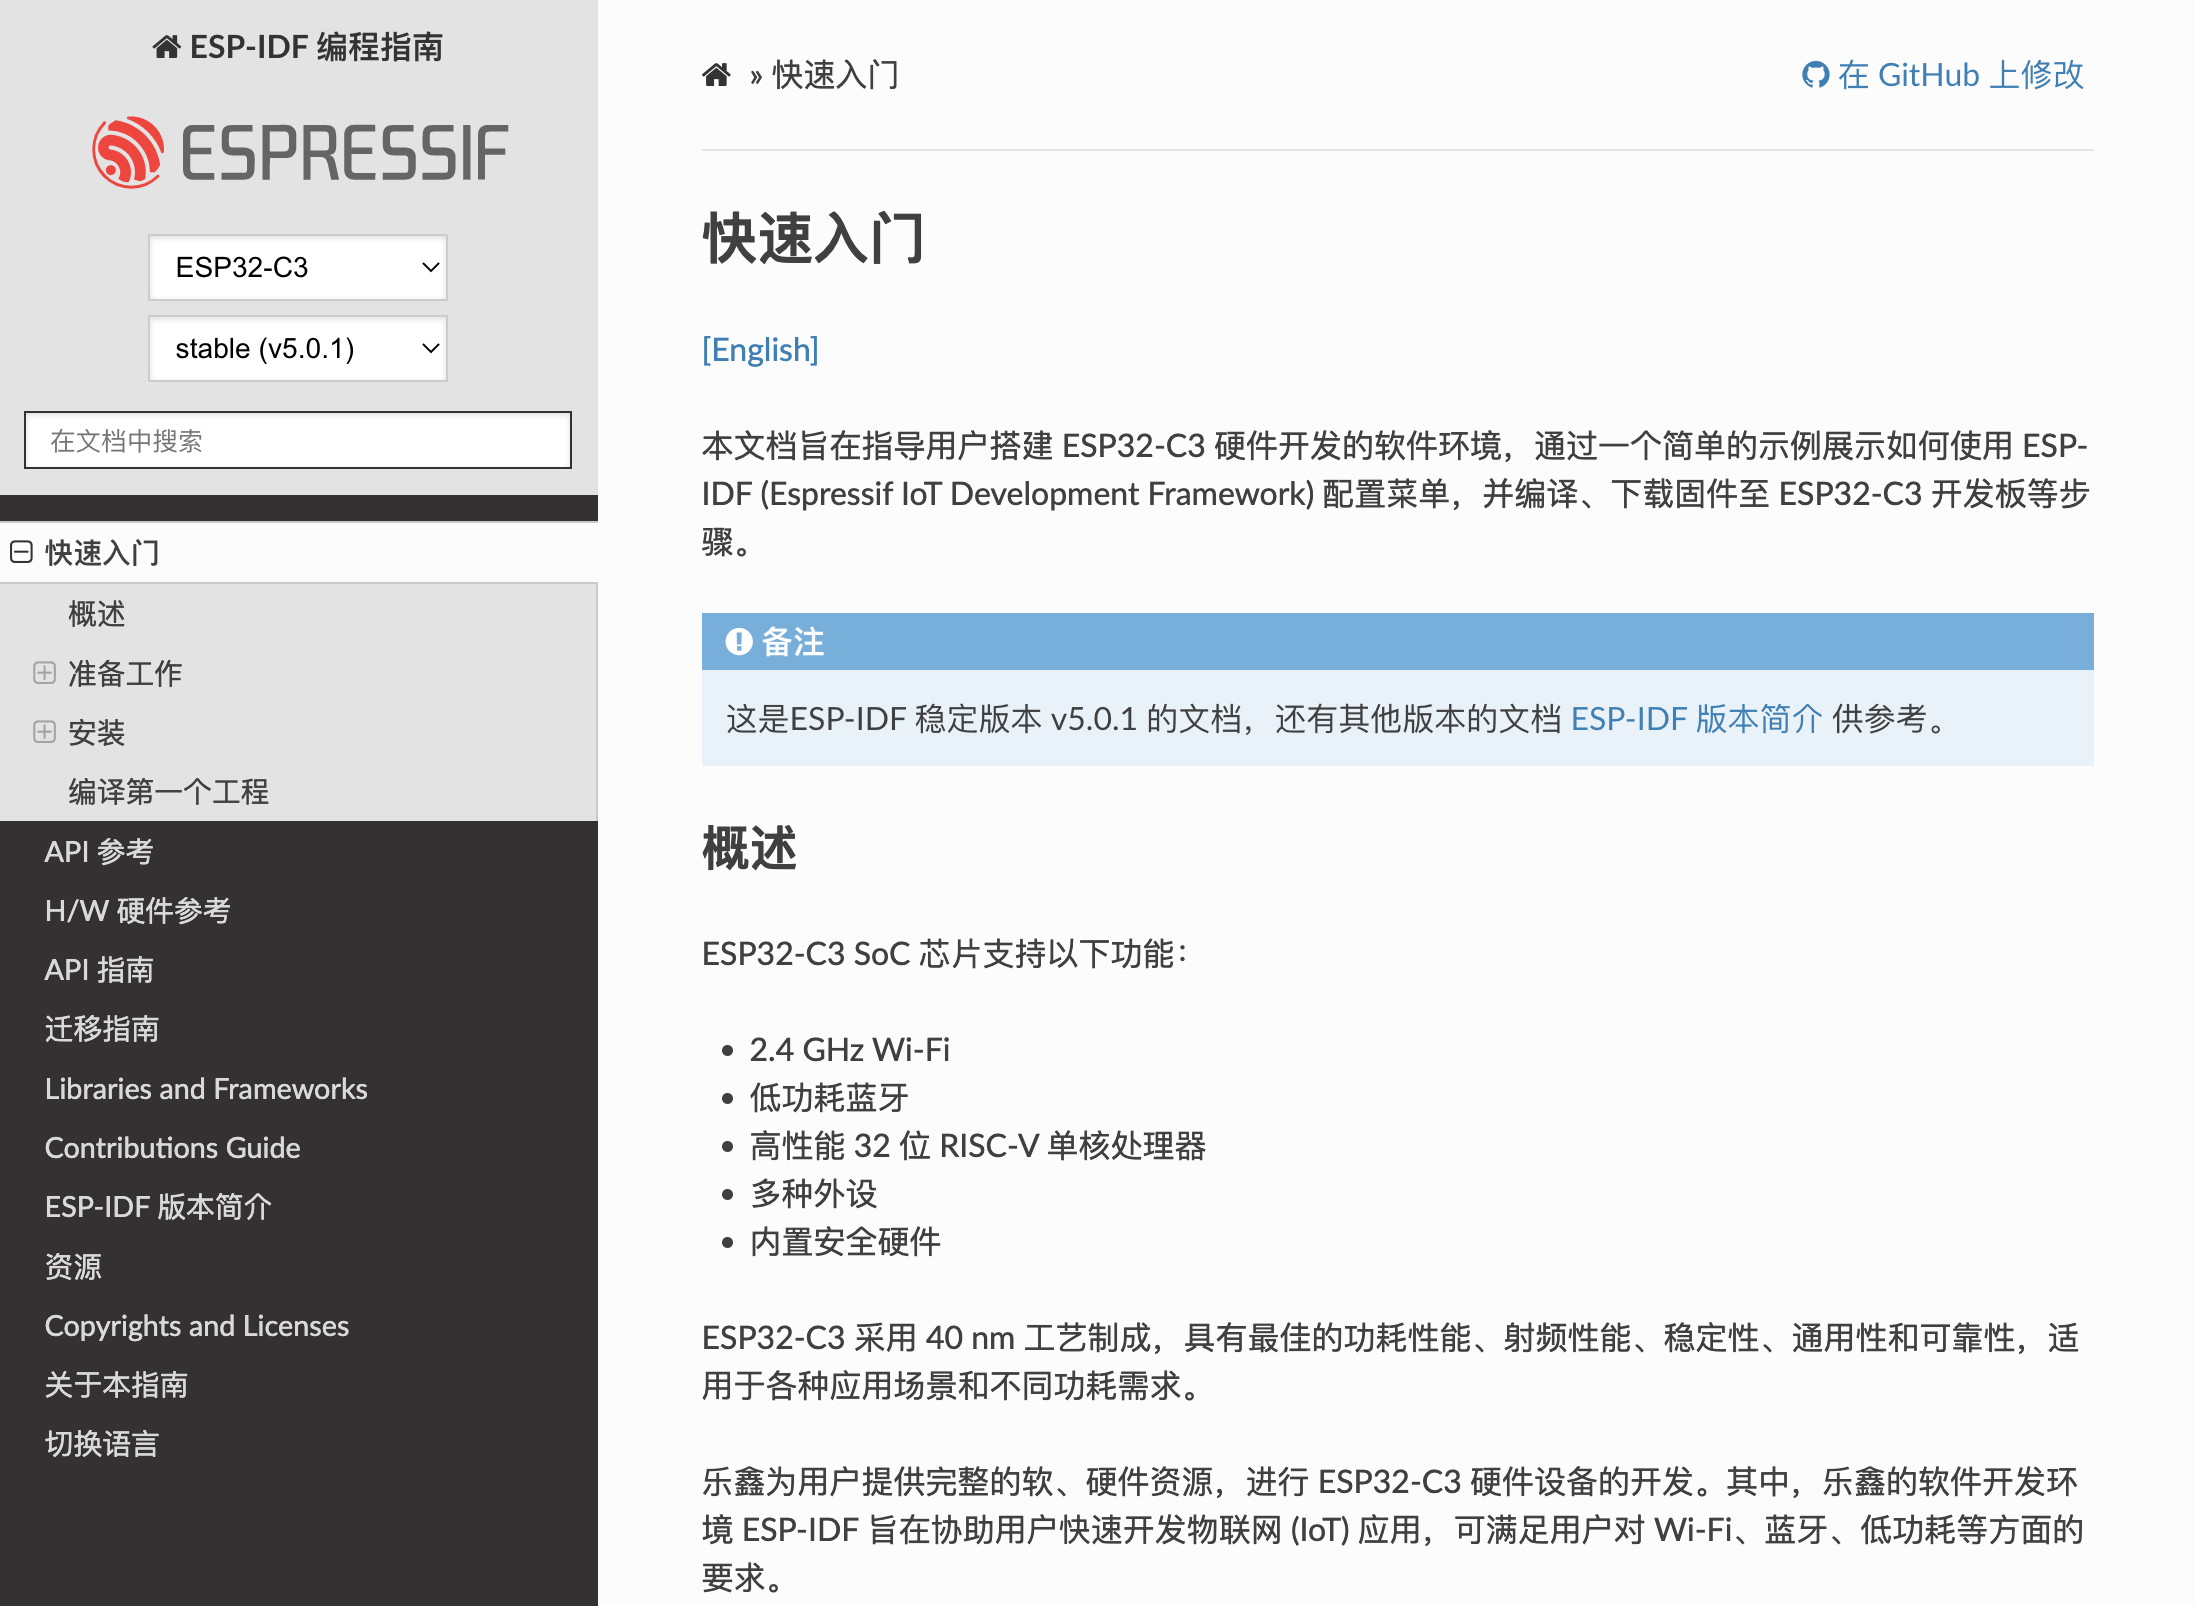 ESP-IDF 编程指南
ESPRESSIF
ESP32-C3
stable (v5.0.1)
在文档中搜索
快速入门
概述
准备工作
安装
编译第一个工程
API 参考
H/W 硬件参考
API 指南
迁移指南
Libraries and Frameworks
Contributions Guide
ESP-IDF 版本简介
资源
Copyrights and Licenses
关于本指南
切换语言
» 快速入门
在 GitHub 上修改
快速入门
[English]
本文档旨在指导用户搭建 ESP32-C3 硬件开发的软件环境，通过一个简单的示例展示如何使用 ESP-
IDF (Espressif IoT Development Framework) 配置菜单，并编译、下载固件至 ESP32-C3 开发板等步
骤。
备注
这是ESP-IDF 稳定版本 v5.0.1 的文档，还有其他版本的文档 ESP-IDF 版本简介 供参考。
概述
ESP32-C3 SoC 芯片支持以下功能：
• 2.4 GHz Wi-Fi
• 低功耗蓝牙
• 高性能 32 位 RISC-V 单核处理器
• 多种外设
• 内置安全硬件
ESP32-C3 采用 40 nm 工艺制成，具有最佳的功耗性能、射频性能、稳定性、通用性和可靠性，适
用于各种应用场景和不同功耗需求。
乐鑫为用户提供完整的软、硬件资源，进行 ESP32-C3 硬件设备的开发。其中，乐鑫的软件开发环
境 ESP-IDF 旨在协助用户快速开发物联网 (IoT) 应用，可满足用户对 Wi-Fi、蓝牙、低功耗等方面的
要求。